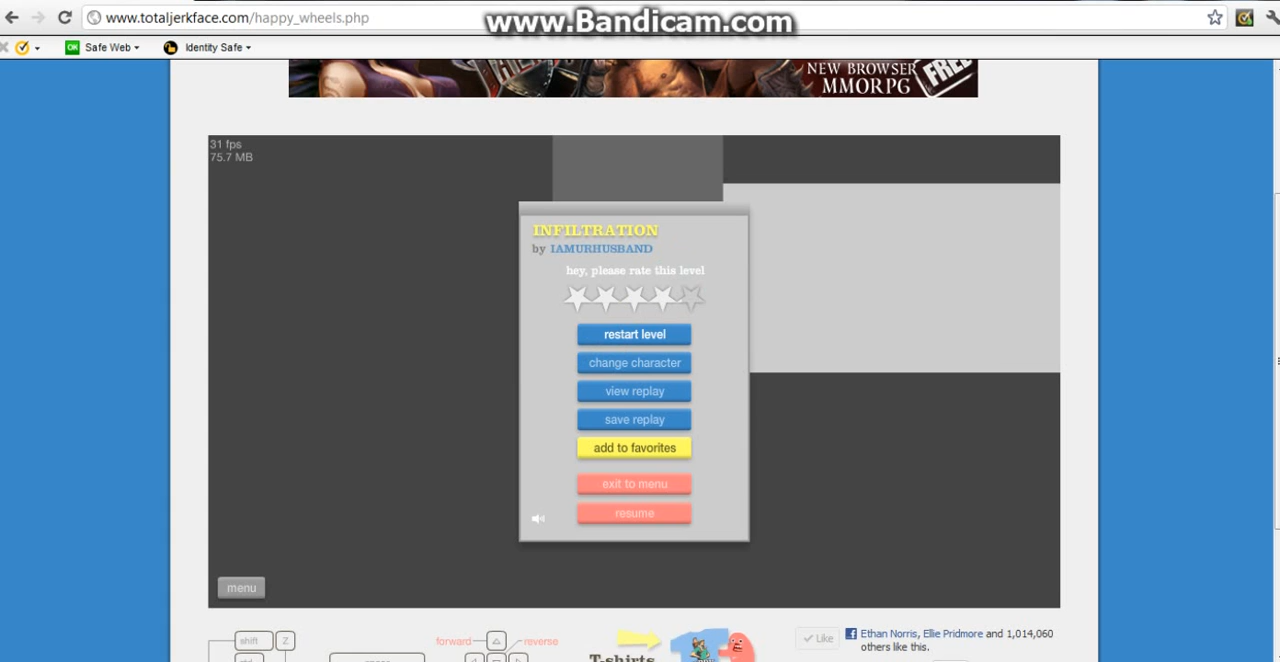 www.totaljerkface.com/happy_wheels.php
www.Bandicam.com
OK Safe Web
Identity Safe
NEW BROWSER
MMORPG
FREE
31 fps
75.7 MB
INFILTRATION
by IAMURHUSBAND
hey, please rate this level
restart level
change character
view replay
save replay
add to favorites
exit to menu
resume
menu
shift Z
forward
reverse
T-shirts
Like
Ethan Norris, Ellie Pridmore and 1,014,060
others like this.